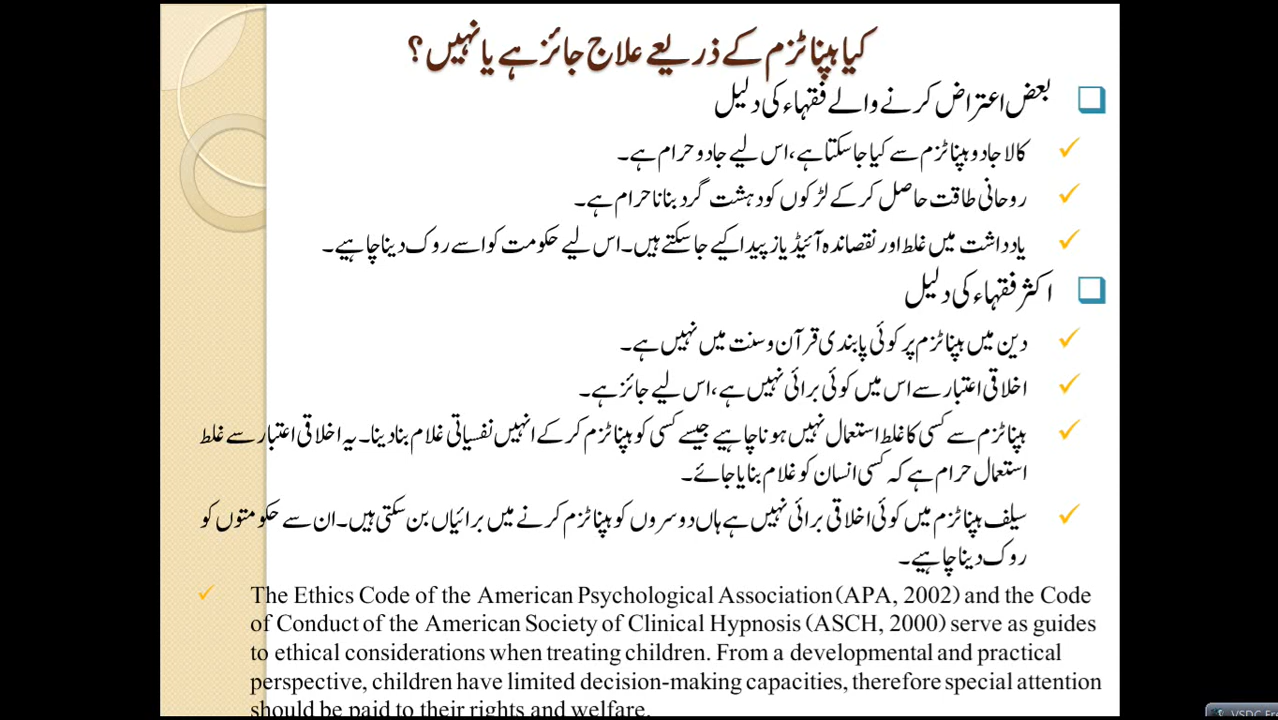 کیا ہپناٹزم کے ذریعے علاج جائز ہے یا نہیں؟
بعض اعتراض کرنے والے فقہاء کی دلیل
کالا جادو ہپناٹزم سے کیا جا سکتا ہے، اس لیے جادو حرام ہے۔
روحانی طاقت حاصل کر کے لڑکوں کو دہشت گرد بنانا حرام ہے۔
یادداشت میں غلط اور نقصاندہ آئیڈیاز پیدا کیے جا سکتے ہیں۔ اس لیے حکومت کو اسے روک دینا چاہیے۔
اکثر فقہاء کی دلیل
دین میں ہپناٹزم پر کوئی پابندی قرآن و سنت میں نہیں ہے۔
اخلاقی اعتبار سے اس میں کوئی برائی نہیں ہے، اس لیے جائز ہے۔
ہپناٹزم سے کسی کا غلط استعمال نہیں ہونا چاہیے جیسے کسی کو ہپناٹزم کر کے انہیں نفسیاتی غلام بنا دینا۔ یہ اخلاقی اعتبار سے غلط
استعمال حرام ہے کہ کسی انسان کو غلام بنایا جائے۔
سیلف ہپناٹزم میں کوئی اخلاقی برائی نہیں ہے ہاں دوسروں کو ہپناٹزم کرنے میں برائیاں بن سکتی ہیں۔ ان سے حکومتوں کو
روک دینا چاہیے۔
The Ethics Code of the American Psychological Association (APA, 2002) and the Code
of Conduct of the American Society of Clinical Hypnosis (ASCH, 2000) serve as guides
to ethical considerations when treating children. From a developmental and practical
perspective, children have limited decision-making capacities, therefore special attention
should be paid to their rights and welfare.